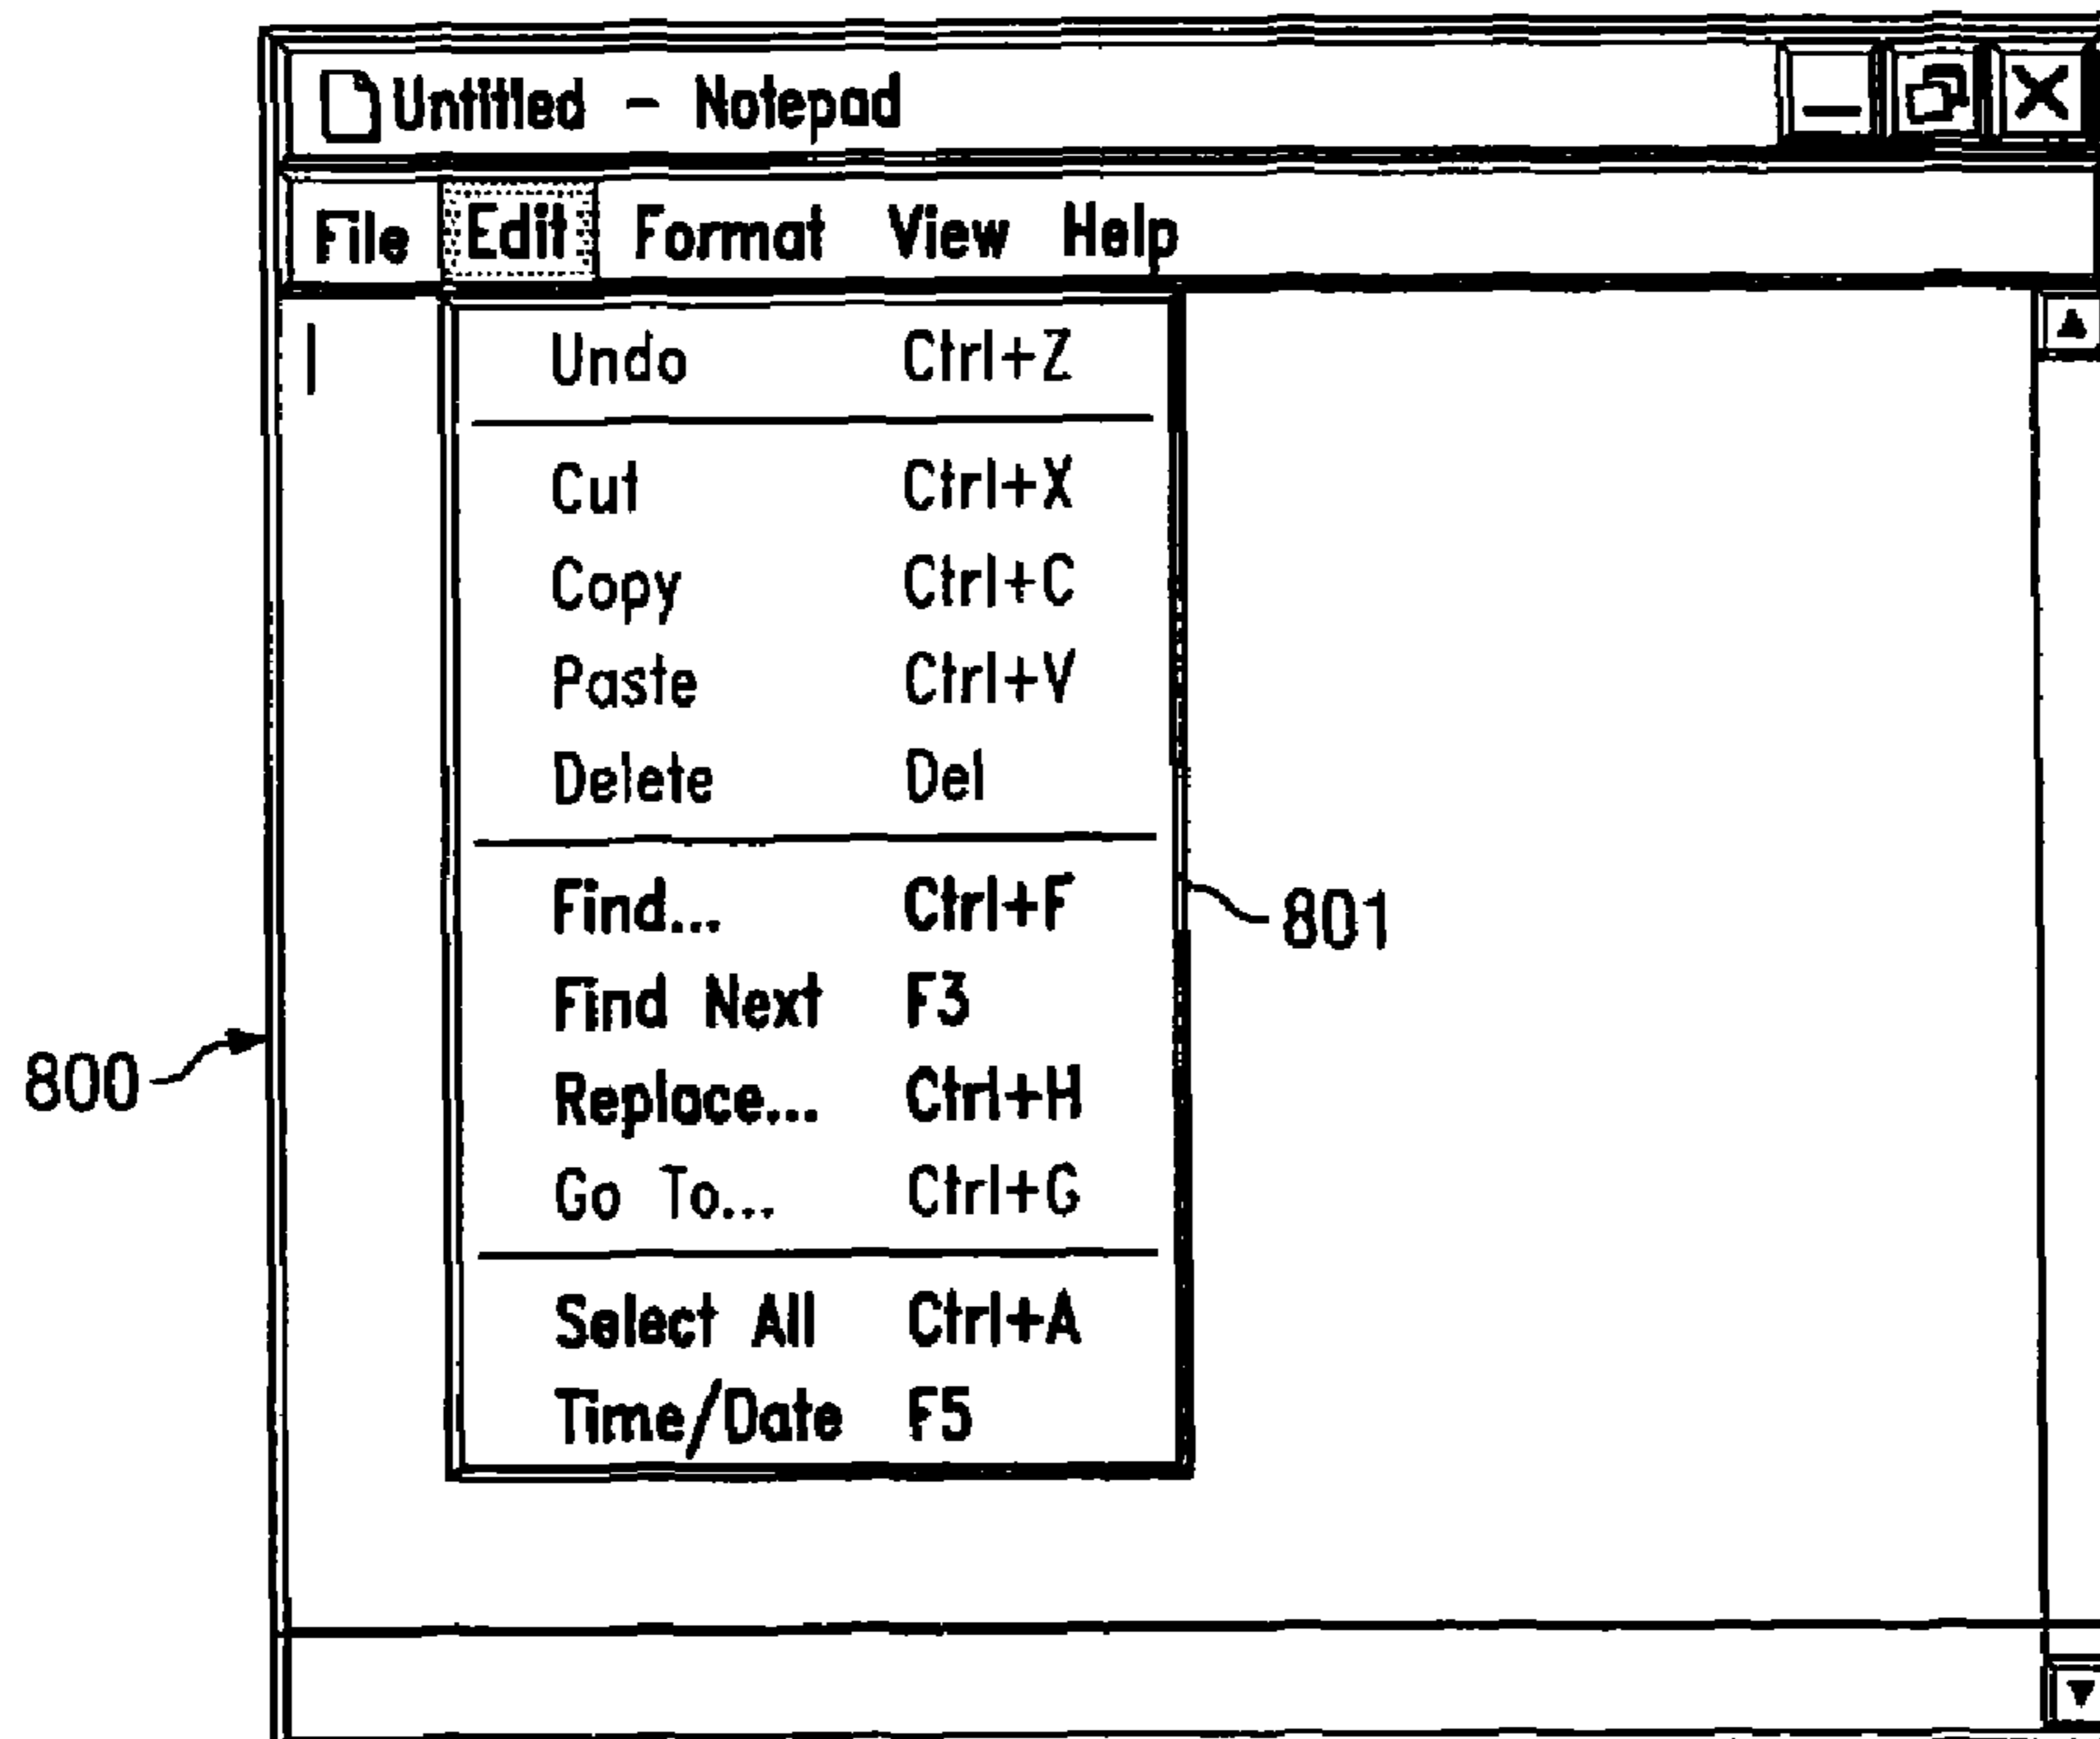 Untitled - Notepad
File Edit Format View Help
Undo Ctrl+Z
Cut Ctrl+X
Copy Ctrl+C
Paste Ctrl+V
Delete Del
Find... Ctrl+F
801
Find Next F3
800
Replace... Ctrl+H
Go To... Ctrl+G
Select All Ctrl+A
Time/Date F5